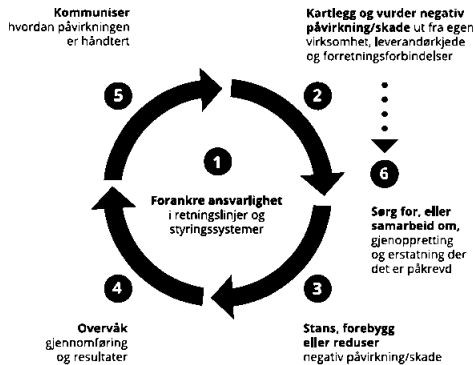 Kommuniser
hvordan påvirkningen
er håndtert
5
Kartlegg og vurder negativ
påvirkning/skade ut fra egen
virksomhet, leverandørkjede
og forretningsforbindelser
2
1
Forankre ansvarlighet
i retningslinjer og
styringssystemer
6
Sørg for, eller
samarbeid om,
gjenoppretting
og erstatning der
det er påkrevd
4
Overvåk
gjennomføring
og resultater
3
Stans, forebygg
eller reduser
negativ påvirkning/skade